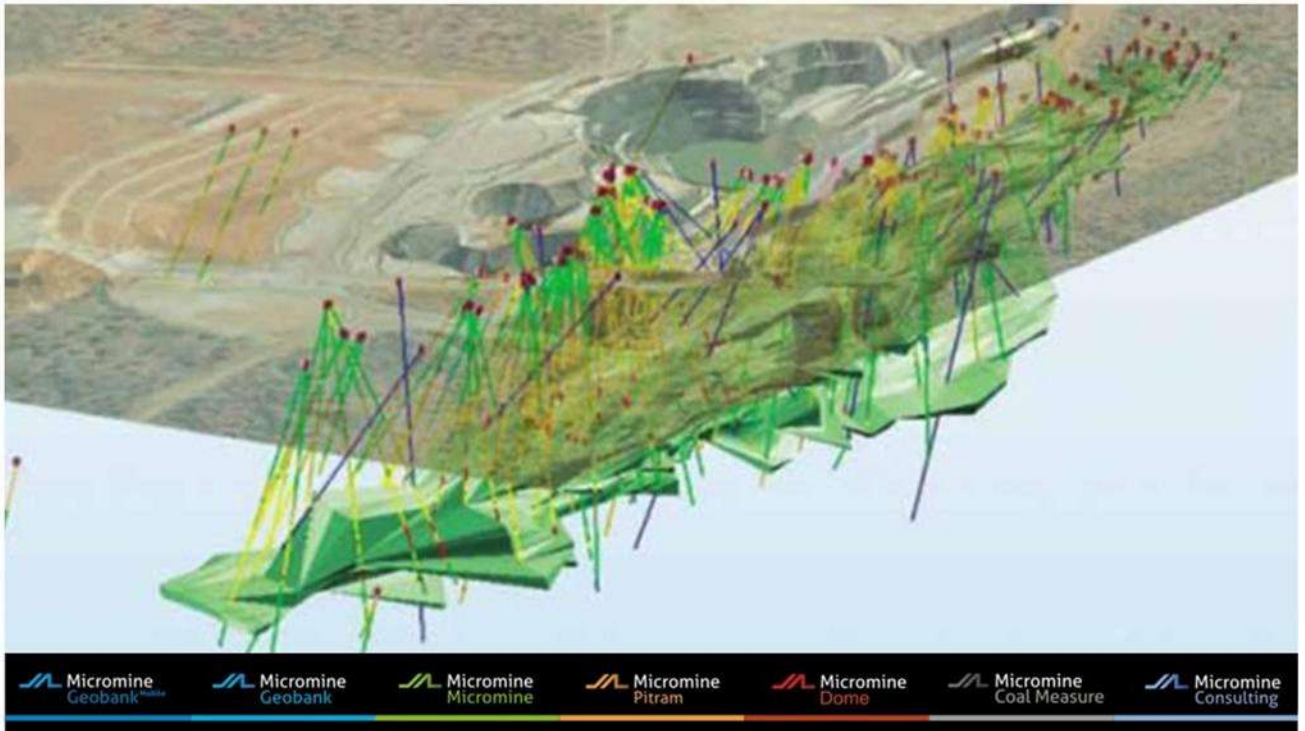 Micromine
Geobank Mobile
Micromine
Geobank
Micromine
Micromine
Micromine
Pitram
Micromine
Dome
Micromine
Coal Measure
Micromine
Consulting